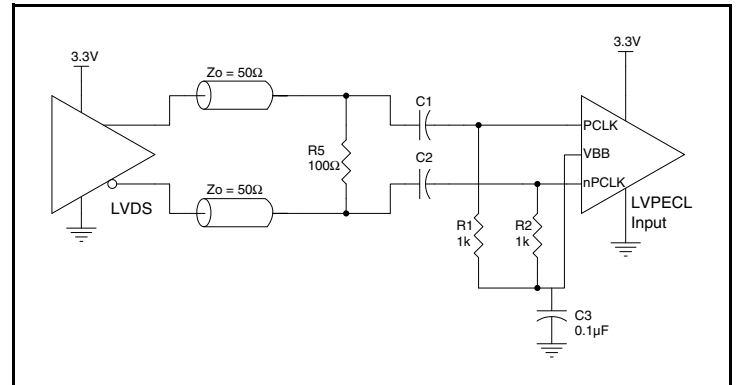 3.3V
3.3V
Zo = 50Ω
C1
PCLK
R5
100Ω
VBB
C2
Zo = 50Ω
nPCLK
LVDS
LVPECL
Input
R1
1k
R2
1k
C3
0.1µF